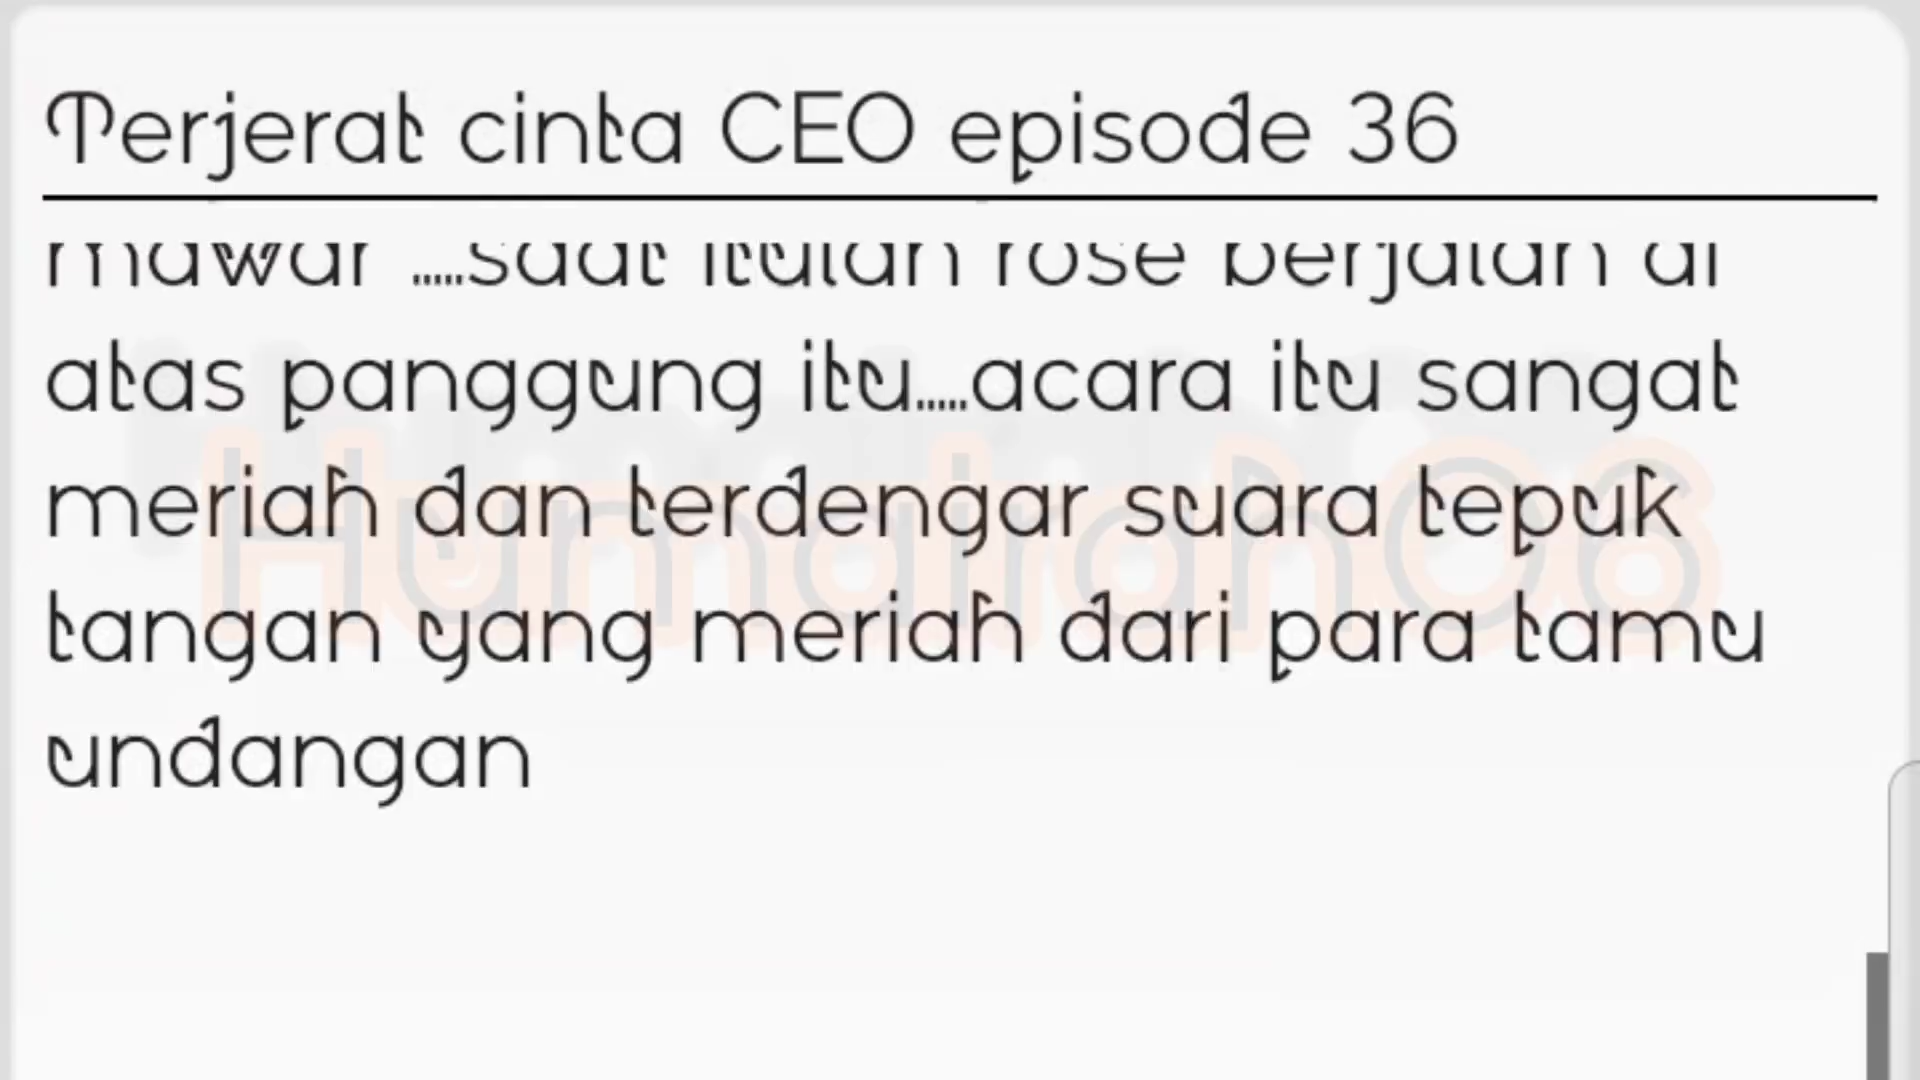 Terjerat cinta CEO episode 36
mawar .....saat itulah rose berjalan di
atas panggung itu.....acara itu sangat
meriah dan terdengar suara tepuk
tangan yang meriah dari para tamu
undangan
Humairah06